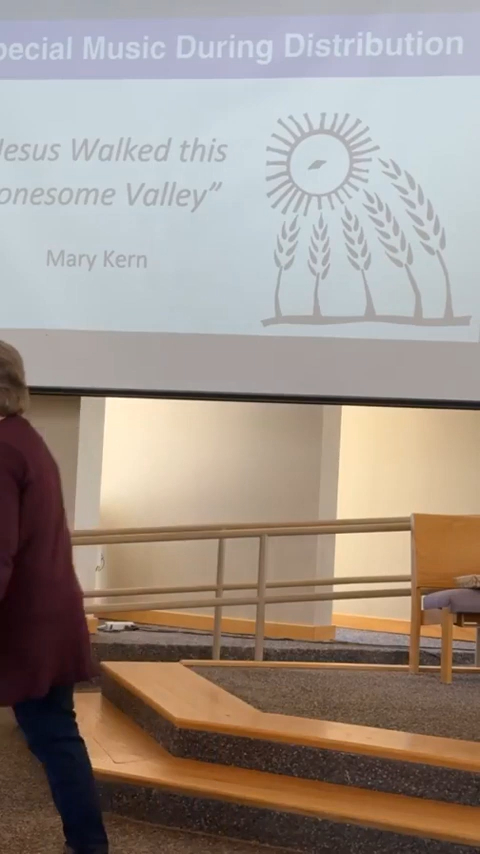 pecial Music During Distribution
Jesus Walked this
onesome Valley”
Mary Kern